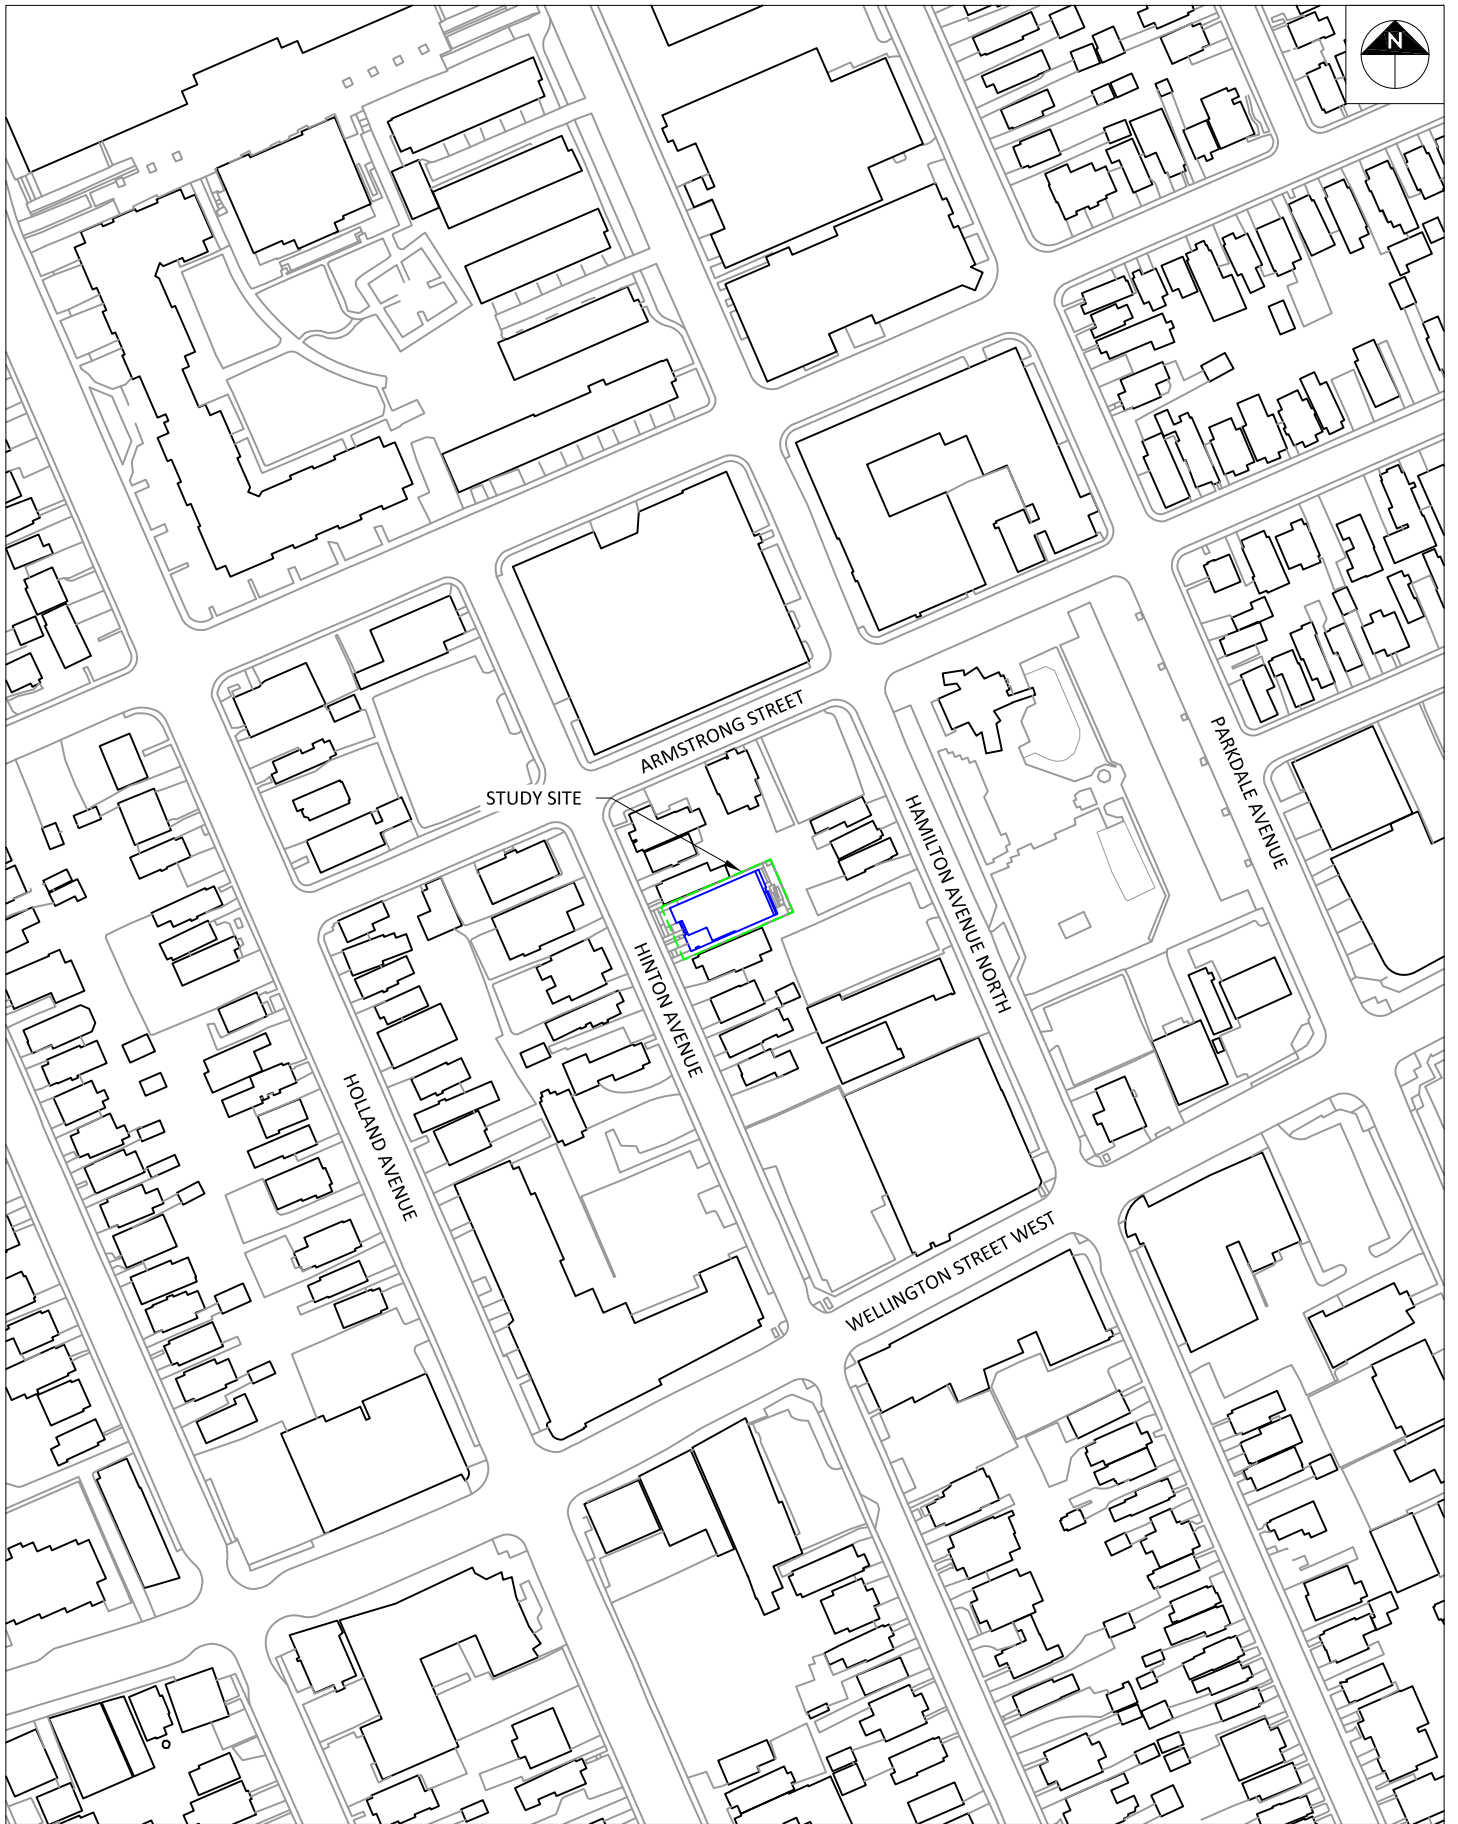 N
ARMSTRONG STREET
STUDY SITE
PARKDALE AVENUE
HAMILTON AVENUE NORTH
HINTON AVENUE
HOLLAND AVENUE
WELLINGTON STREET WEST